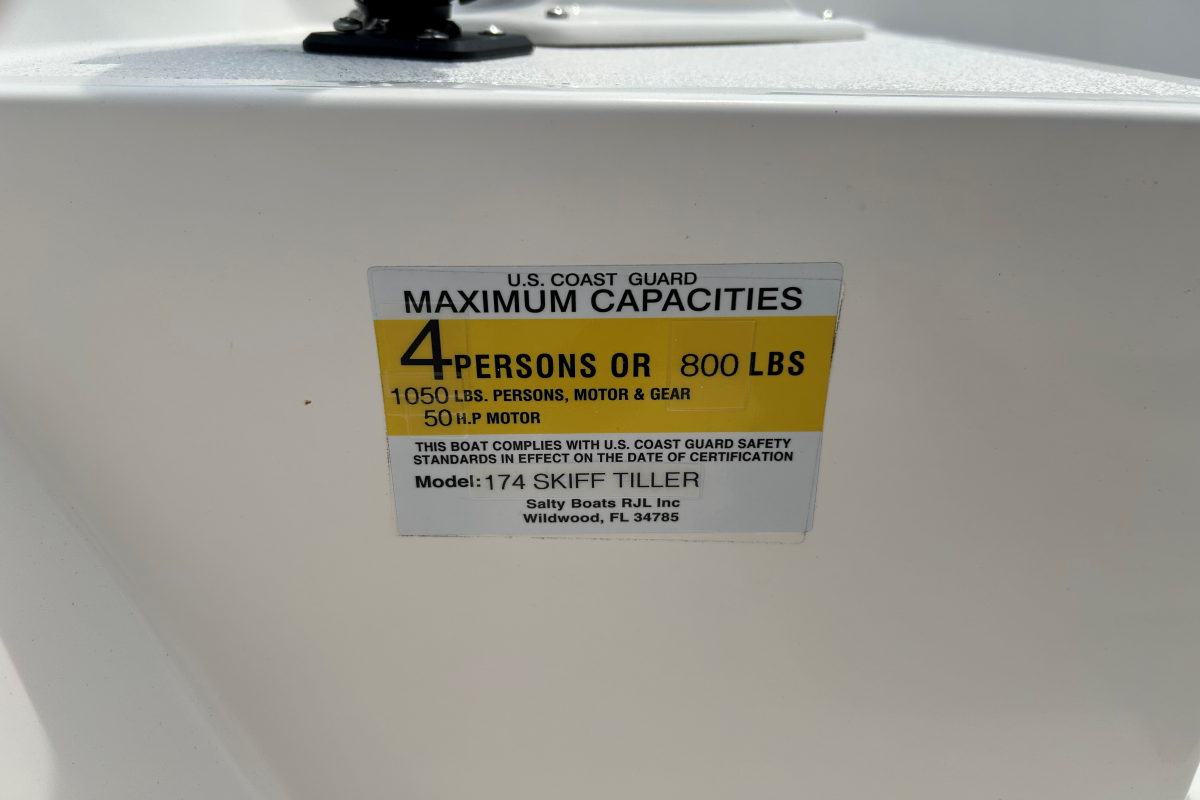 U.S. COAST GUARD
MAXIMUM CAPACITIES
4 PERSONS OR 800 LBS
1050 LBS. PERSONS, MOTOR & GEAR
50 H.P MOTOR
THIS BOAT COMPLIES WITH U.S. COAST GUARD SAFETY
STANDARDS IN EFFECT ON THE DATE OF CERTIFICATION
Model: 174 SKIFF TILLER
Salty Boats RJL Inc
Wildwood, FL 34785